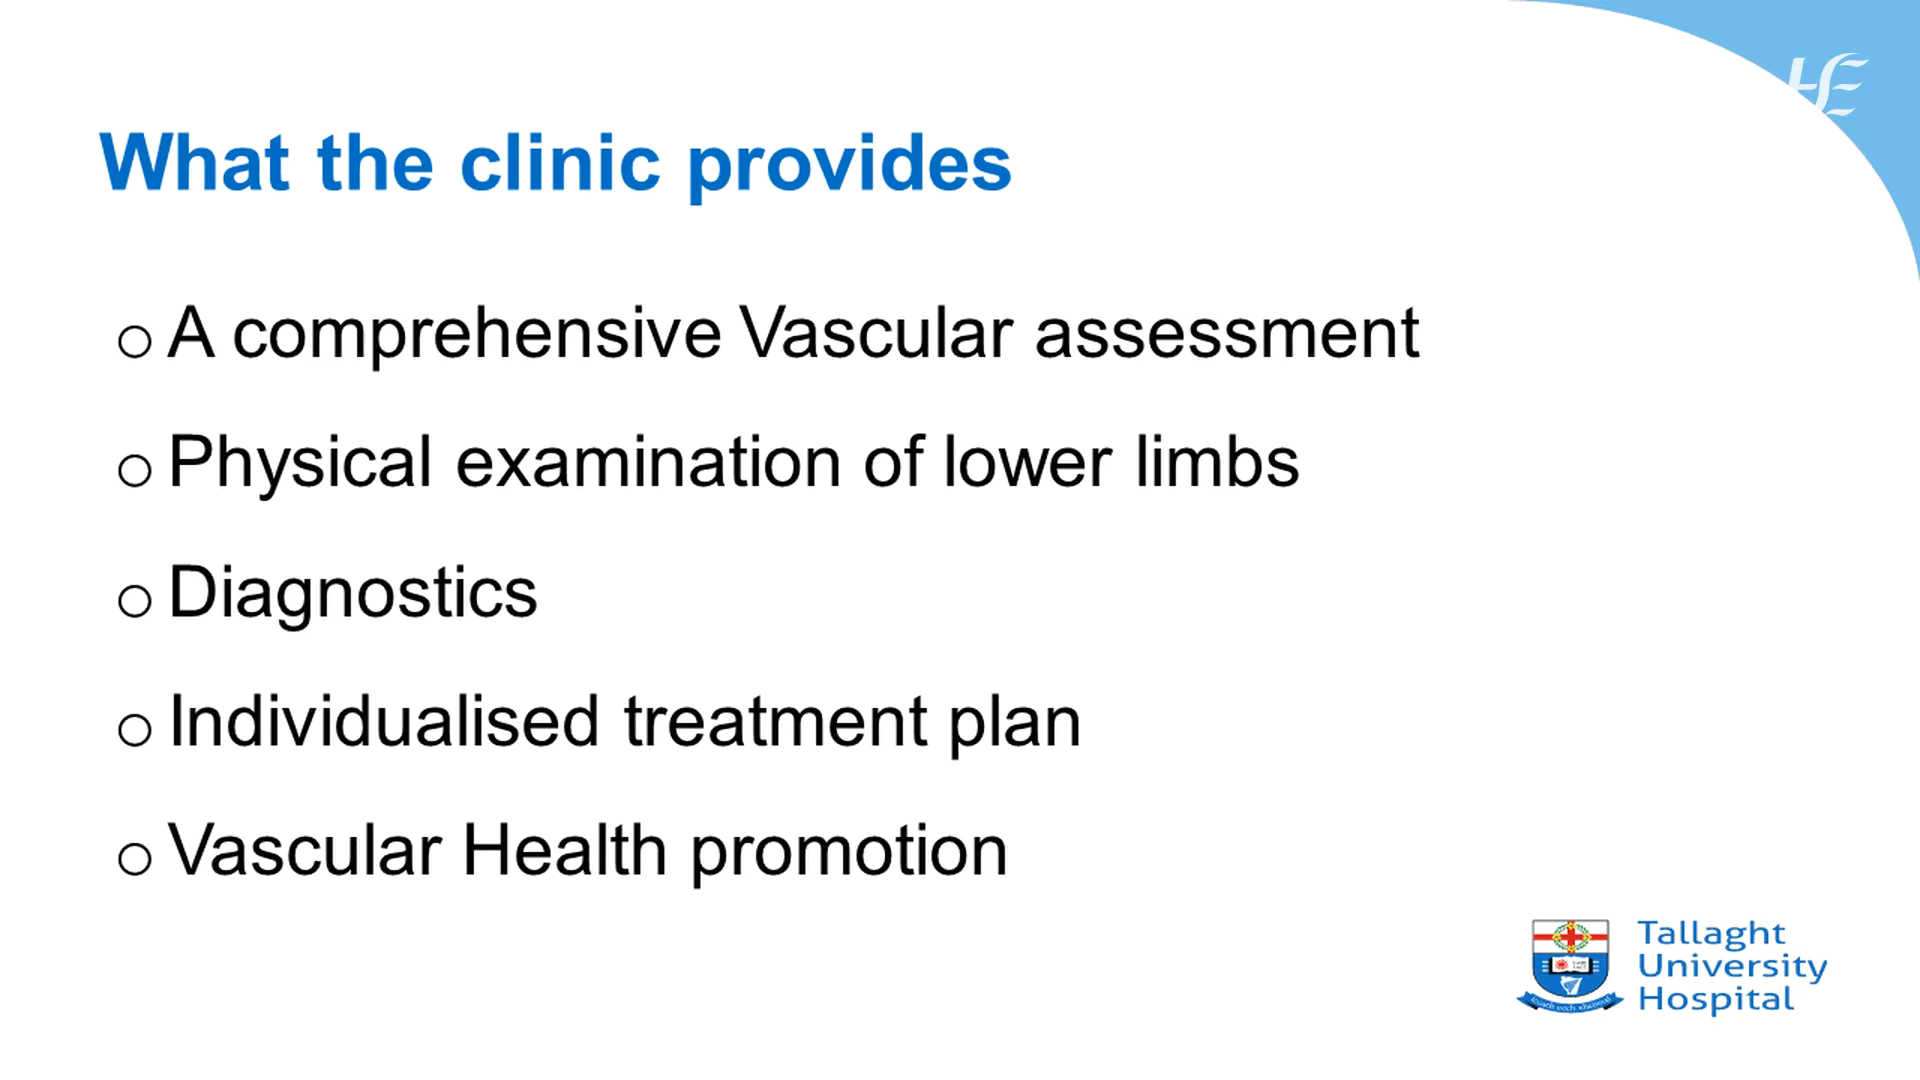 HSE
What the clinic provides
o A comprehensive Vascular assessment
o Physical examination of lower limbs
o Diagnostics
o Individualised treatment plan
o Vascular Health promotion
Tallaght
University
Hospital